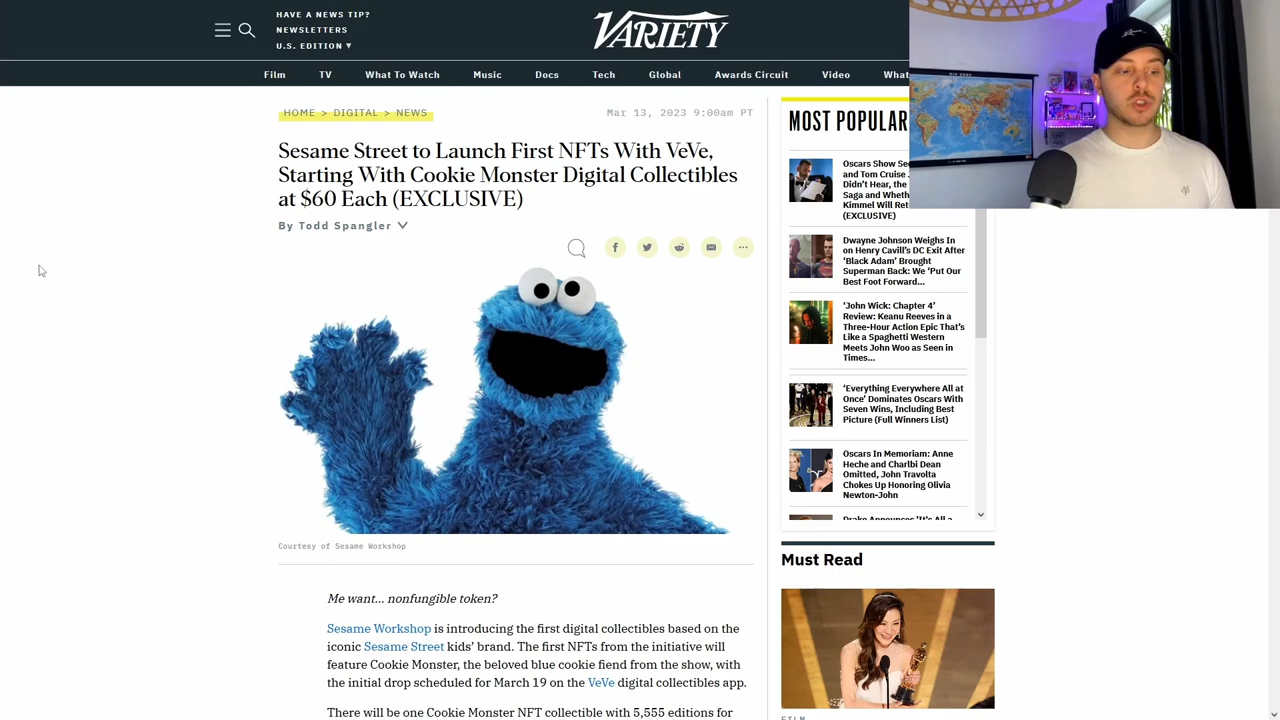 HAVE A NEWS TIP?
NEWSLETTERS
U.S. EDITION ▾
VARIETY
Film TV What To Watch Music Docs Tech Global Awards Circuit Video What
HOME > DIGITAL > NEWS
Mar 13, 2023 9:00am PT
Sesame Street to Launch First NFTs With VeVe,
Starting With Cookie Monster Digital Collectibles
at $60 Each (EXCLUSIVE)
By Todd Spangler
Courtesy of Sesame Workshop
Me want... nonfungible token?
Sesame Workshop is introducing the first digital collectibles based on the
iconic Sesame Street kids’ brand. The first NFTs from the initiative will
feature Cookie Monster, the beloved blue cookie fiend from the show, with
the initial drop scheduled for March 19 on the VeVe digital collectibles app.
There will be one Cookie Monster NFT collectible with 5,555 editions for
MOST POPULAR
Oscars Show
and Tom Cruise
Didn’t Hear, the
Saga and
Kimmel Will
(EXCLUSIVE)
Dwayne Johnson Weighs In
on Henry Cavill’s DC Exit After
‘Black Adam’ Brought
Superman Back: We ‘Put Our
Best Foot Forward...
‘John Wick: Chapter 4’
Review: Keanu Reeves in a
Three-Hour Action Epic That’s
Like a Spaghetti Western
Meets John Woo as Seen in
Times...
‘Everything Everywhere All at
Once’ Dominates Oscars With
Seven Wins, Including Best
Picture (Full Winners List)
Oscars In Memoriam: Anne
Heche and Charlbi Dean
Omitted, John Travolta
Chokes Up Honoring Olivia
Newton-John
Must Read